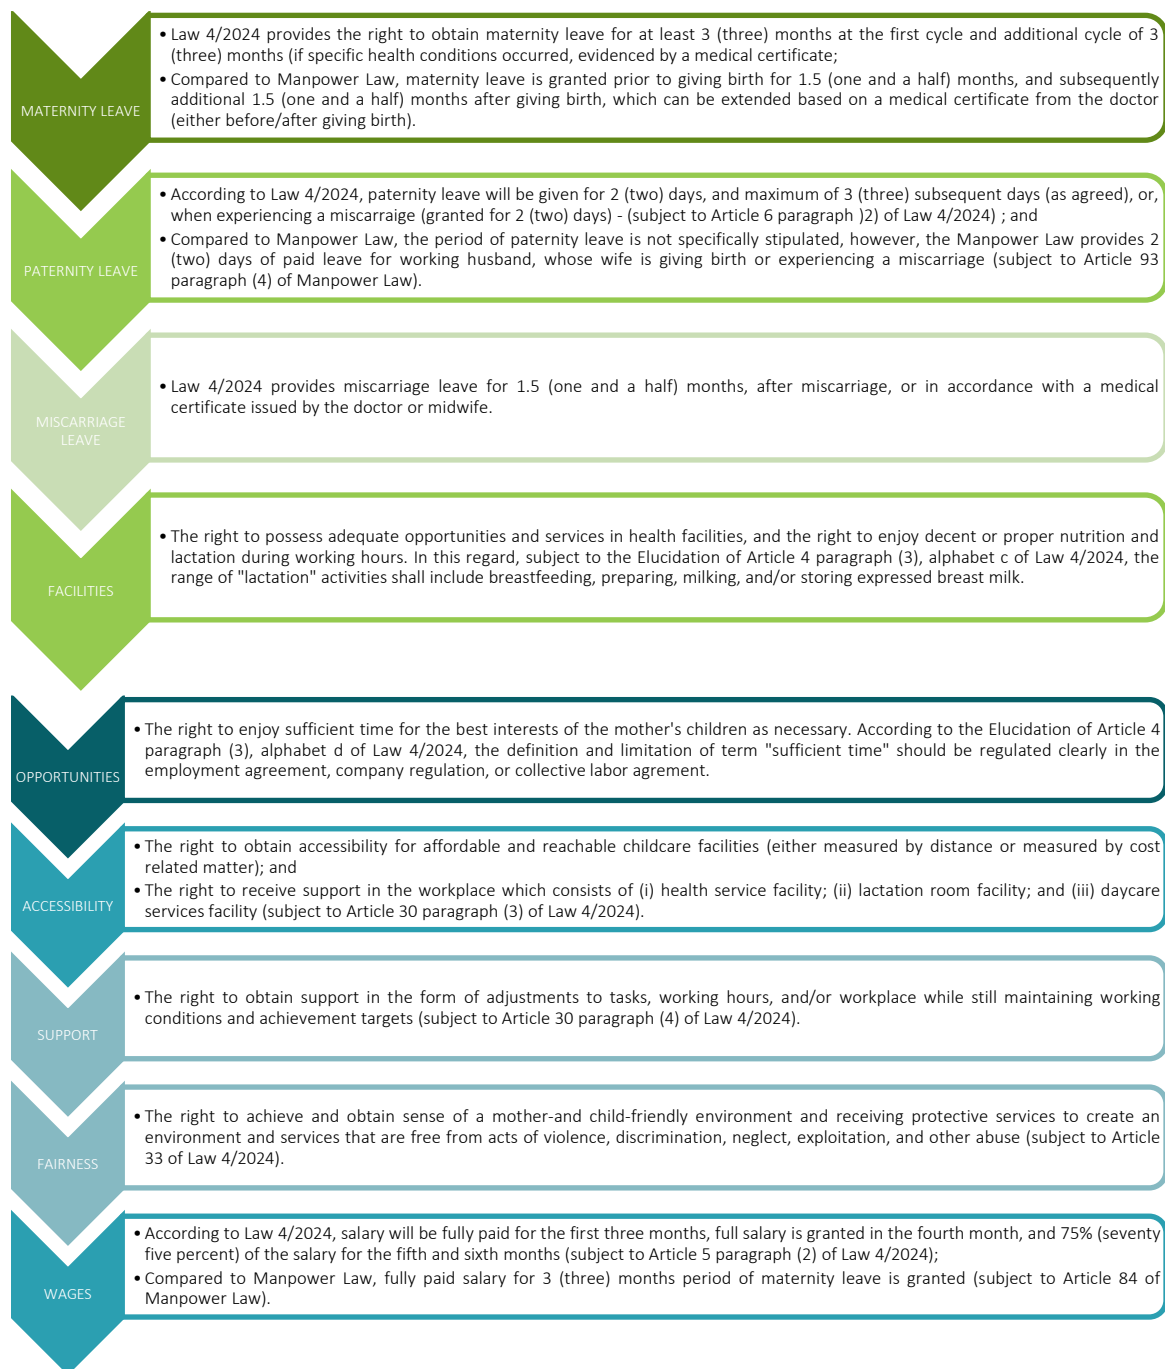 MATERNITY LEAVE
• Law 4/2024 provides the right to obtain maternity leave for at least 3 (three) months at the first cycle and additional cycle of 3
(three) months (if specific health conditions occurred, evidenced by a medical certificate;
• Compared to Manpower Law, maternity leave is granted prior to giving birth for 1.5 (one and a half) months, and subsequently
additional 1.5 (one and a half) months after giving birth, which can be extended based on a medical certificate from the doctor
(either before/after giving birth).
PATERNITY LEAVE
• According to Law 4/2024, paternity leave will be given for 2 (two) days, and maximum of 3 (three) subsequent days (as agreed), or,
when experiencing a miscarraige (granted for 2 (two) days) - (subject to Article 6 paragraph )2) of Law 4/2024) ; and
• Compared to Manpower Law, the period of paternity leave is not specifically stipulated, however, the Manpower Law provides 2
(two) days of paid leave for working husband, whose wife is giving birth or experiencing a miscarriage (subject to Article 93
paragraph (4) of Manpower Law).
MISCARRIAGE
LEAVE
• Law 4/2024 provides miscarriage leave for 1.5 (one and a half) months, after miscarriage, or in accordance with a medical
certificate issued by the doctor or midwife.
FACILITIES
• The right to possess adequate opportunities and services in health facilities, and the right to enjoy decent or proper nutrition and
lactation during working hours. In this regard, subject to the Elucidation of Article 4 paragraph (3), alphabet c of Law 4/2024, the
range of "lactation" activities shall include breastfeeding, preparing, milking, and/or storing expressed breast milk.
OPPORTUNITIES
• The right to enjoy sufficient time for the best interests of the mother's children as necessary. According to the Elucidation of Article 4
paragraph (3), alphabet d of Law 4/2024, the definition and limitation of term "sufficient time" should be regulated clearly in the
employment agreement, company regulation, or collective labor agrement.
ACCESSIBILITY
• The right to obtain accessibility for affordable and reachable childcare facilities (either measured by distance or measured by cost
related matter); and
• The right to receive support in the workplace which consists of (i) health service facility; (ii) lactation room facility; and (iii) daycare
services facility (subject to Article 30 paragraph (3) of Law 4/2024).
SUPPORT
• The right to obtain support in the form of adjustments to tasks, working hours, and/or workplace while still maintaining working
conditions and achievement targets (subject to Article 30 paragraph (4) of Law 4/2024).
FAIRNESS
• The right to achieve and obtain sense of a mother-and child-friendly environment and receiving protective services to create an
environment and services that are free from acts of violence, discrimination, neglect, exploitation, and other abuse (subject to Article
33 of Law 4/2024).
WAGES
• According to Law 4/2024, salary will be fully paid for the first three months, full salary is granted in the fourth month, and 75% (seventy
five percent) of the salary for the fifth and sixth months (subject to Article 5 paragraph (2) of Law 4/2024);
• Compared to Manpower Law, fully paid salary for 3 (three) months period of maternity leave is granted (subject to Article 84 of
Manpower Law).